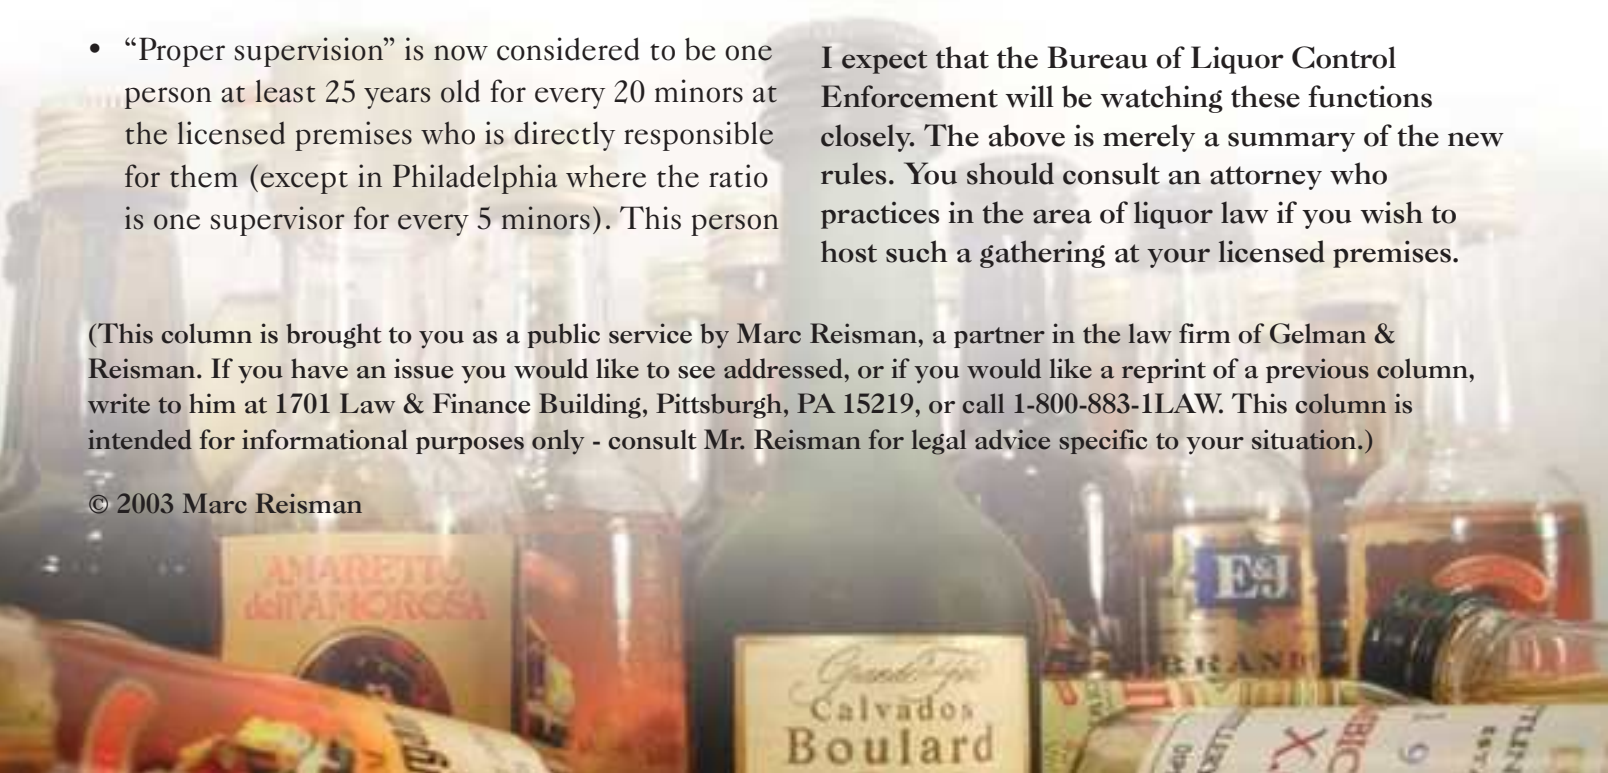 • “Proper supervision” is now considered to be one
person at least 25 years old for every 20 minors at
the licensed premises who is directly responsible
for them (except in Philadelphia where the ratio
is one supervisor for every 5 minors). This person
I expect that the Bureau of Liquor Control
Enforcement will be watching these functions
closely. The above is merely a summary of the new
rules. You should consult an attorney who
practices in the area of liquor law if you wish to
host such a gathering at your licensed premises.
(This column is brought to you as a public service by Marc Reisman, a partner in the law firm of Gelman &
Reisman. If you have an issue you would like to see addressed, or if you would like a reprint of a previous column,
write to him at 1701 Law & Finance Building, Pittsburgh, PA 15219, or call 1-800-883-1LAW. This column is
intended for informational purposes only - consult Mr. Reisman for legal advice specific to your situation.)
© 2003 Marc Reisman
AMARETTO
dell'AMOROSA
E&J
BRANDY
Calvados
Boulard